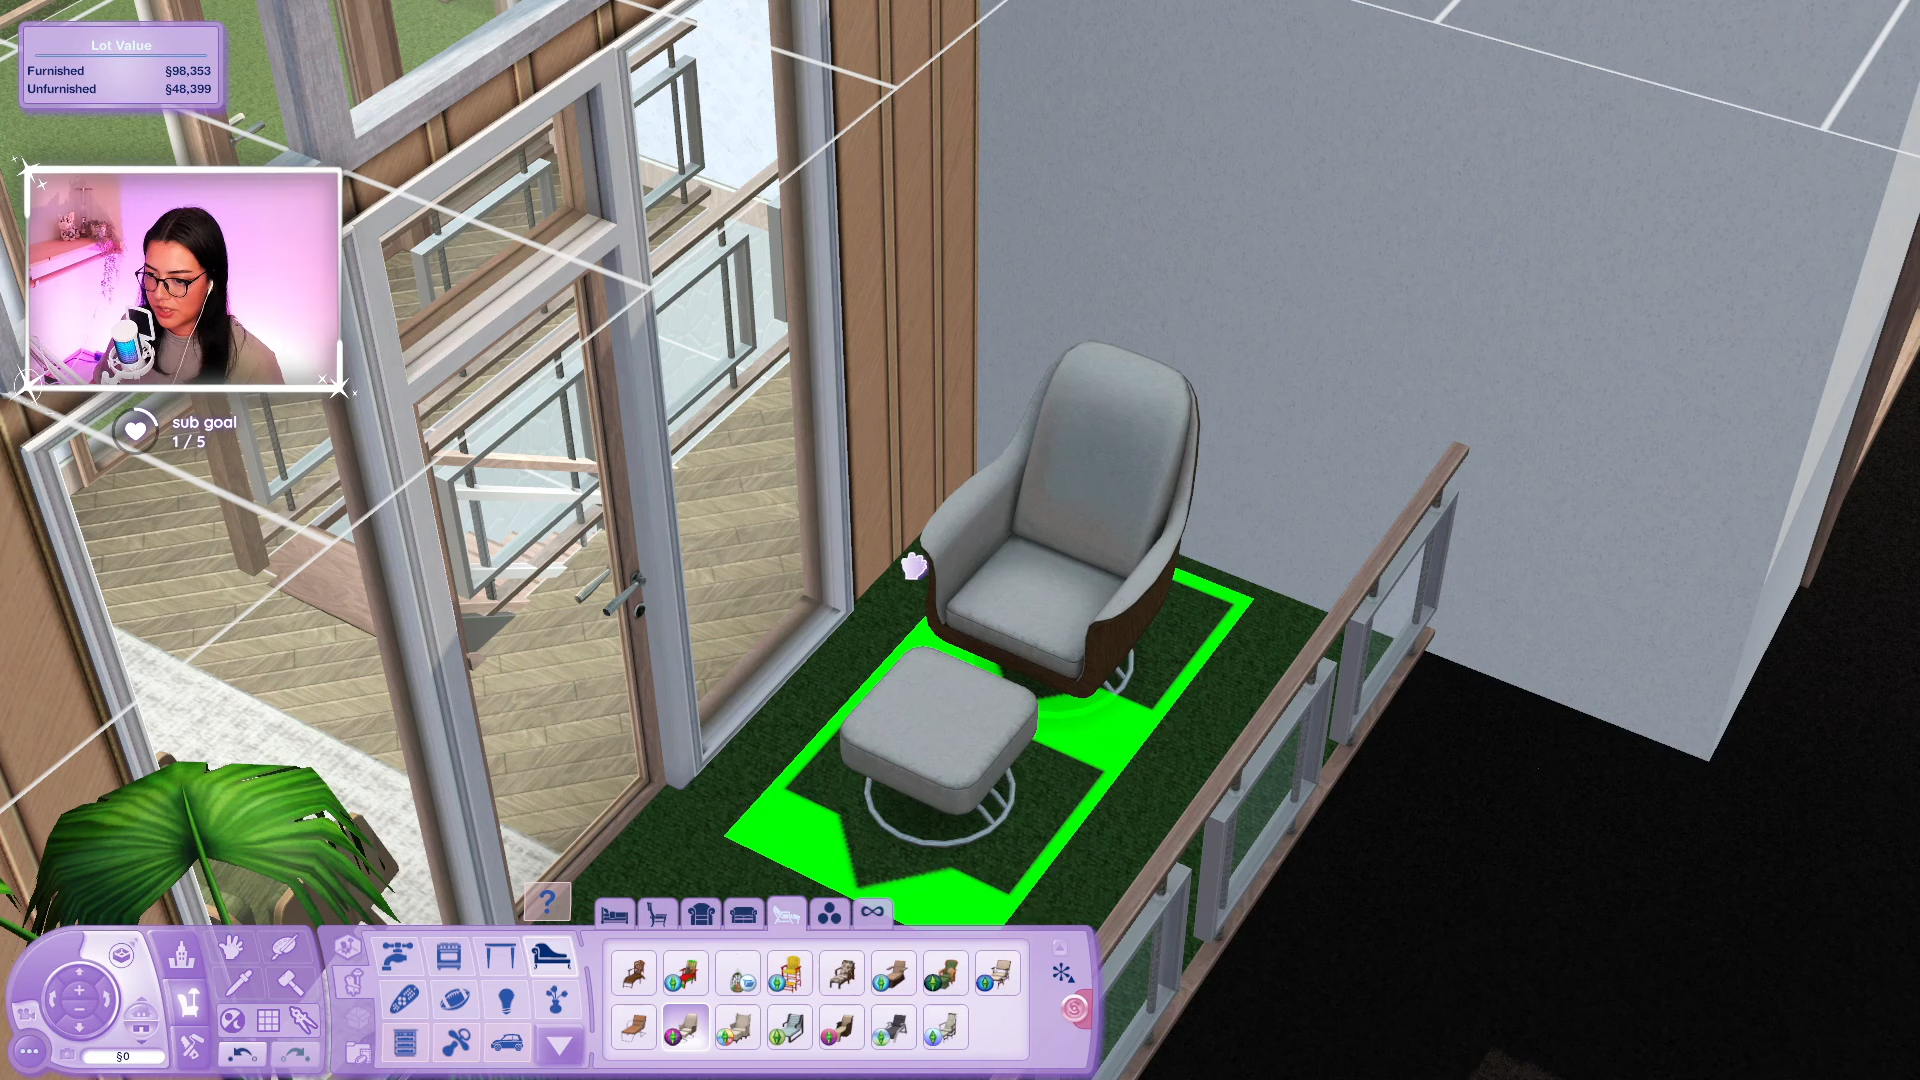 Lot Value
Furnished §98,353
Unfurnished §48,399
sub goal
1 / 5
?
§0